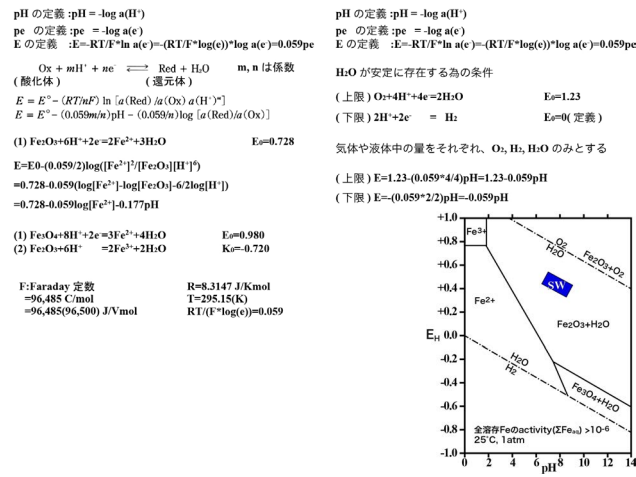 pH の定義 :pH = -log a(H⁺)
pe の定義 :pe = -log a(e⁻)
E の定義 :E=-RT/F*ln a(e⁻)=-(RT/F*log(e))*log a(e⁻)=0.059pe
Ox + mH⁺ + ne⁻ ⇄ Red + H₂O m, n は係数
( 酸化体 ) ( 還元体 )
E = E° − (RT/nF) ln [a(Red)/a(Ox) a(H⁺)ᵐ]
E = E° − (0.059m/n)pH − (0.059/n)log [a(Red)/a(Ox)]
(1) Fe₂O₃+6H⁺+2e⁻=2Fe²⁺+3H₂O E₀=0.728
E=E0-(0.059/2)log([Fe²⁺]²/[Fe₂O₃][H⁺]⁶)
=0.728-0.059(log[Fe²⁺]-log[Fe₂O₃]-6/2log[H⁺])
=0.728-0.059log[Fe²⁺]-0.177pH
(1) Fe₃O₄+8H⁺+2e⁻=3Fe²⁺+4H₂O E₀=0.980
(2) Fe₂O₃+6H⁺ =2Fe³⁺+2H₂O K₀=-0.720
F:Faraday 定数 R=8.3147 J/Kmol
=96,485 C/mol T=295.15(K)
=96,485(96,500) J/Vmol RT/(F*log(e))=0.059
pH の定義 :pH = -log a(H⁺)
pe の定義 :pe = -log a(e⁻)
E の定義 :E=-RT/F*ln a(e⁻)=-(RT/F*log(e))*log a(e⁻)=0.059pe
H₂O が安定に存在する為の条件
( 上限 ) O₂+4H⁺+4e⁻=2H₂O E₀=1.23
( 下限 ) 2H⁺+2e⁻ = H₂ E₀=0( 定義 )
気体や液体中の量をそれぞれ、O₂, H₂, H₂O のみとする
( 上限 ) E=1.23-(0.059*4/4)pH=1.23-0.059pH
( 下限 ) E=-(0.059*2/2)pH=-0.059pH
+1.0
+0.8
+0.6
+0.4
+0.2
0.0
-0.2
-0.4
-0.6
-0.8
-1.0
E_H
Fe³⁺
O₂
H₂O
Fe₂O₃+O₂
SW
Fe²⁺
Fe₂O₃+H₂O
H₂O
H₂
Fe₃O₄+H₂O
全溶存Feのactivity(ΣFeaq) >10⁻⁶
25℃, 1atm
0 2 4 6 8 10 12 14
pH